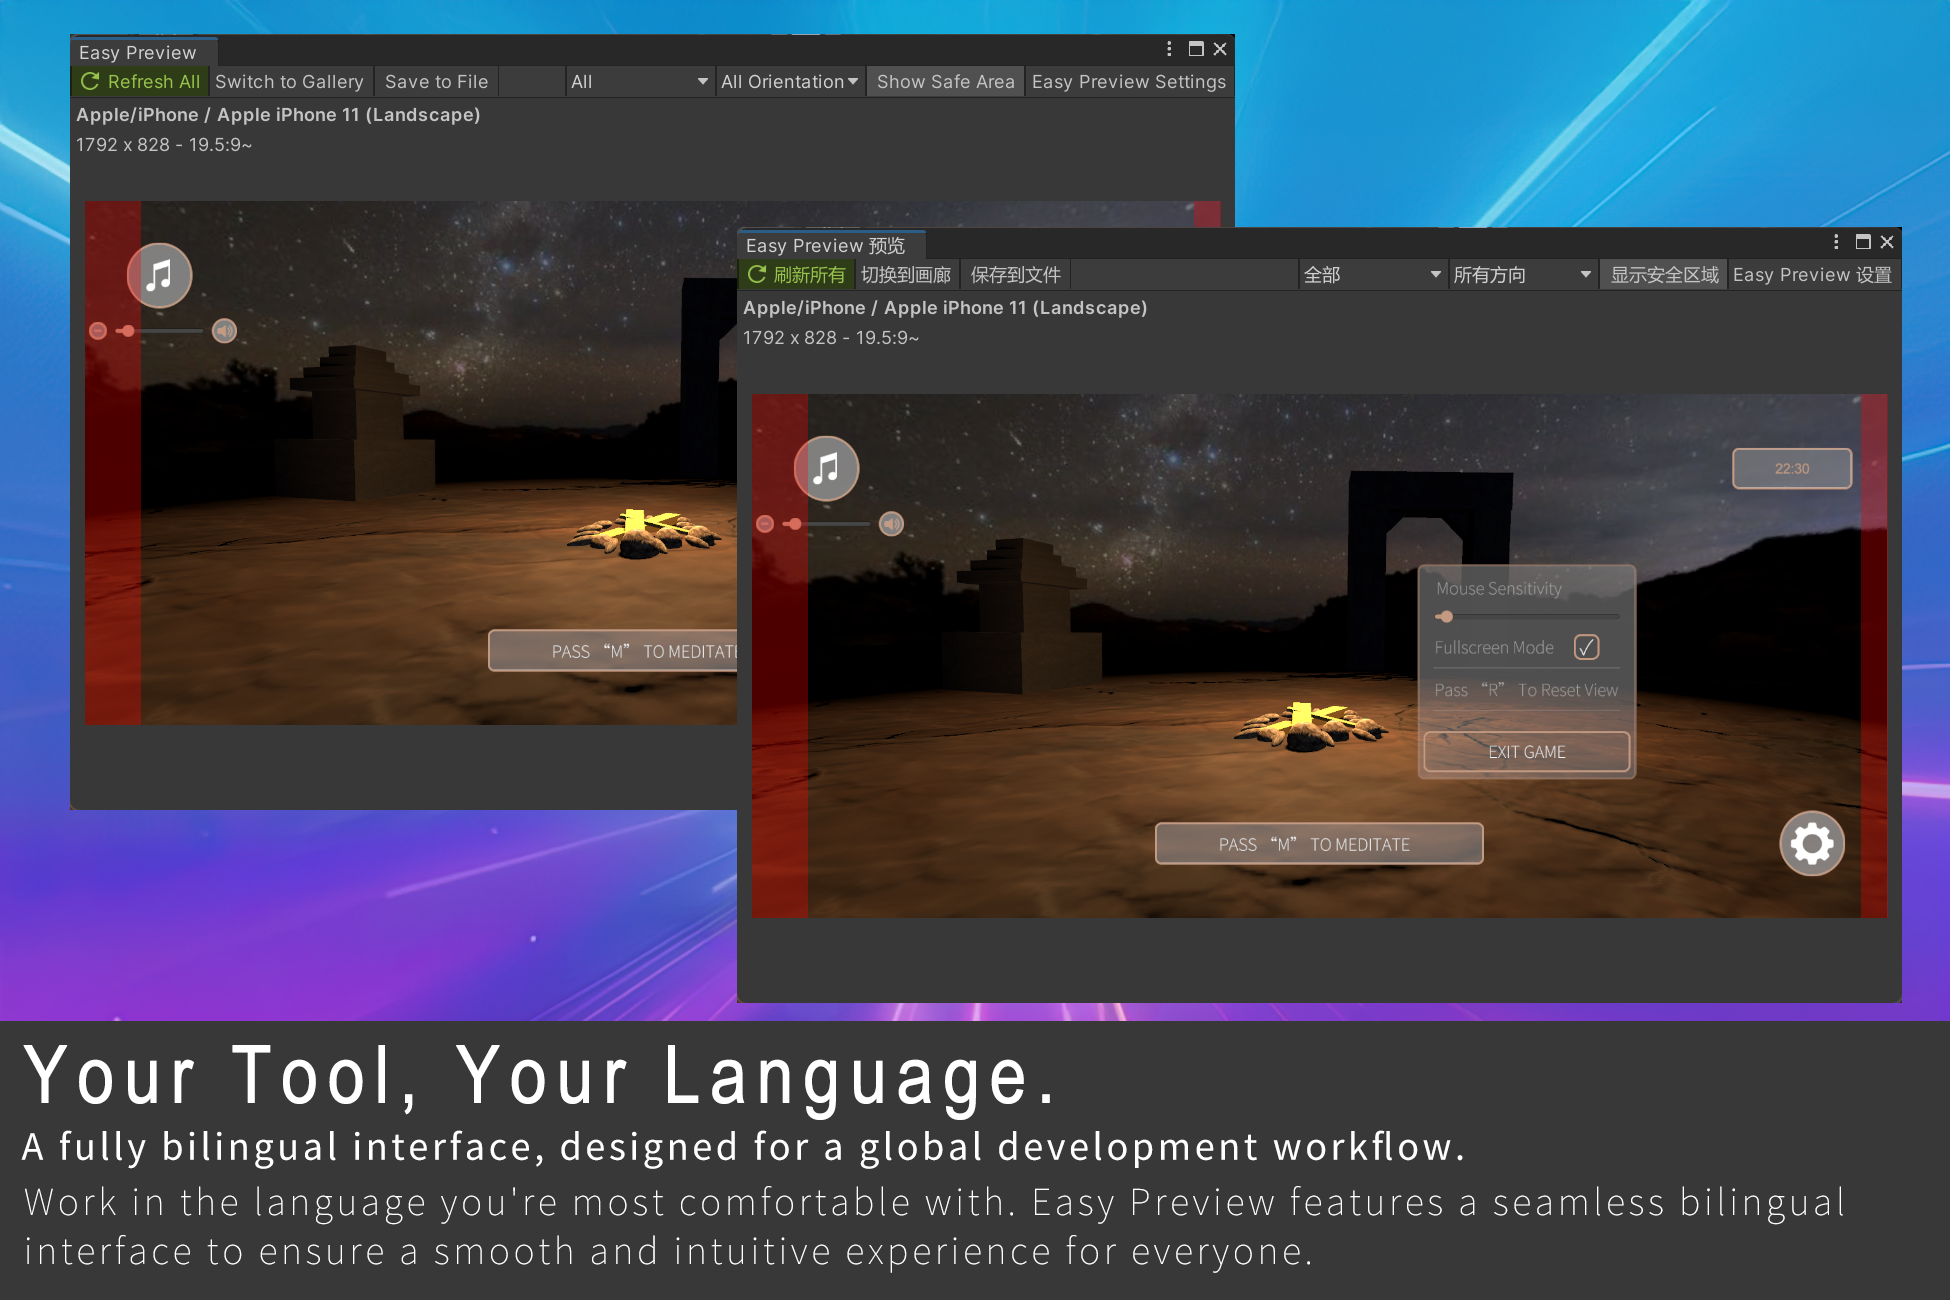 Easy Preview
Refresh All Switch to Gallery Save to File All All Orientation Show Safe Area Easy Preview Settings
Apple/iPhone / Apple iPhone 11 (Landscape)
1792 x 828 - 19.5:9~
PASS “M” TO MEDITATE
Easy Preview 预览
刷新所有 切换到画廊 保存到文件 全部 所有方向 显示安全区域 Easy Preview 设置
Apple/iPhone / Apple iPhone 11 (Landscape)
1792 x 828 - 19.5:9~
22:30
Mouse Sensitivity
Fullscreen Mode
Pass “R” To Reset View
EXIT GAME
PASS “M” TO MEDITATE
Your Tool, Your Language.
A fully bilingual interface, designed for a global development workflow.
Work in the language you're most comfortable with. Easy Preview features a seamless bilingual
interface to ensure a smooth and intuitive experience for everyone.